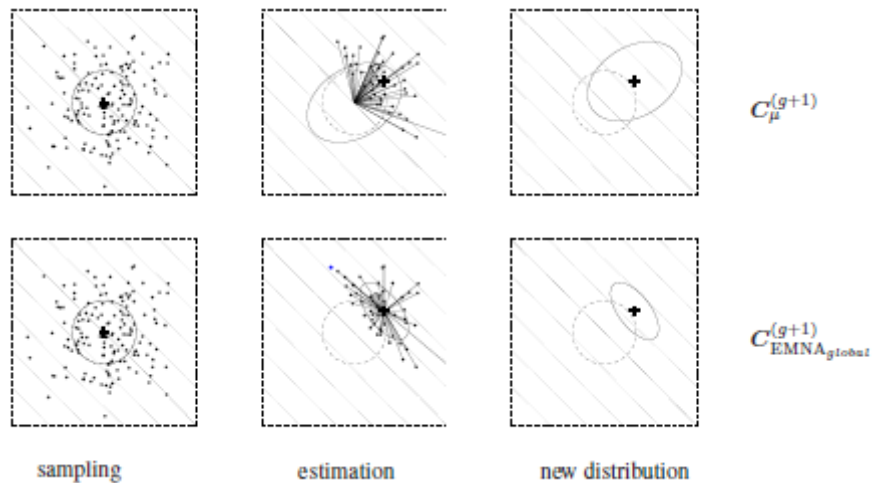 C_μ^(g+1)
C_EMNA_global^(g+1)
sampling estimation new distribution